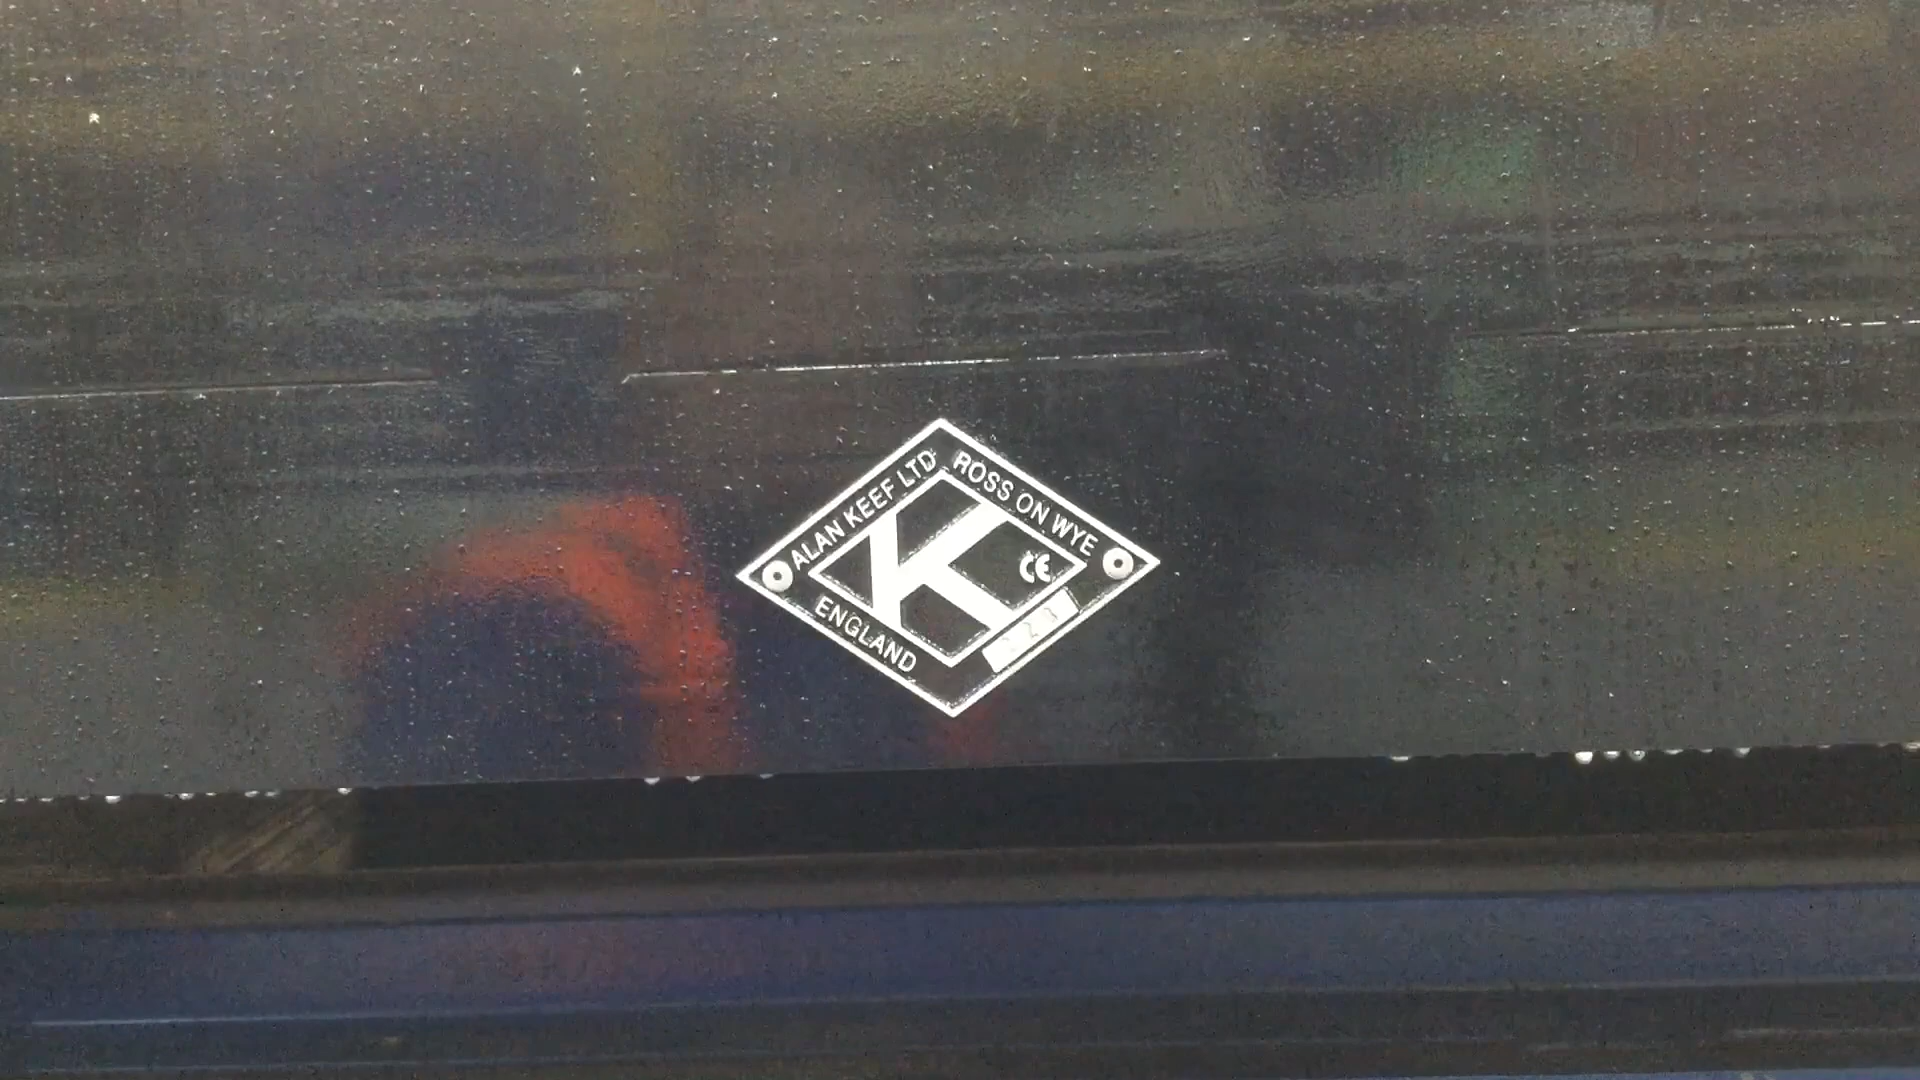 ALAN KEEF LTD
ROSS ON WYE
K
CE
ENGLAND